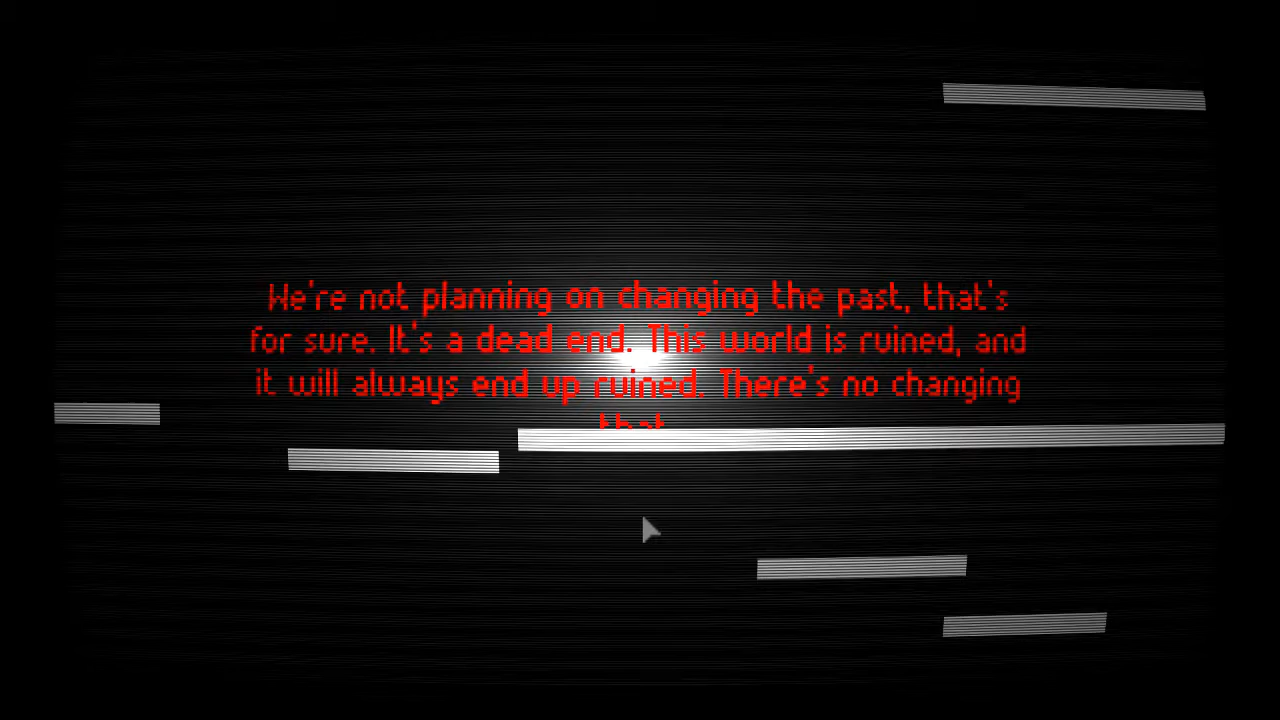 We're not planning on changing the past, that's
for sure. It's a dead end. This world is ruined, and
it will always end up ruined. There's no changing
that